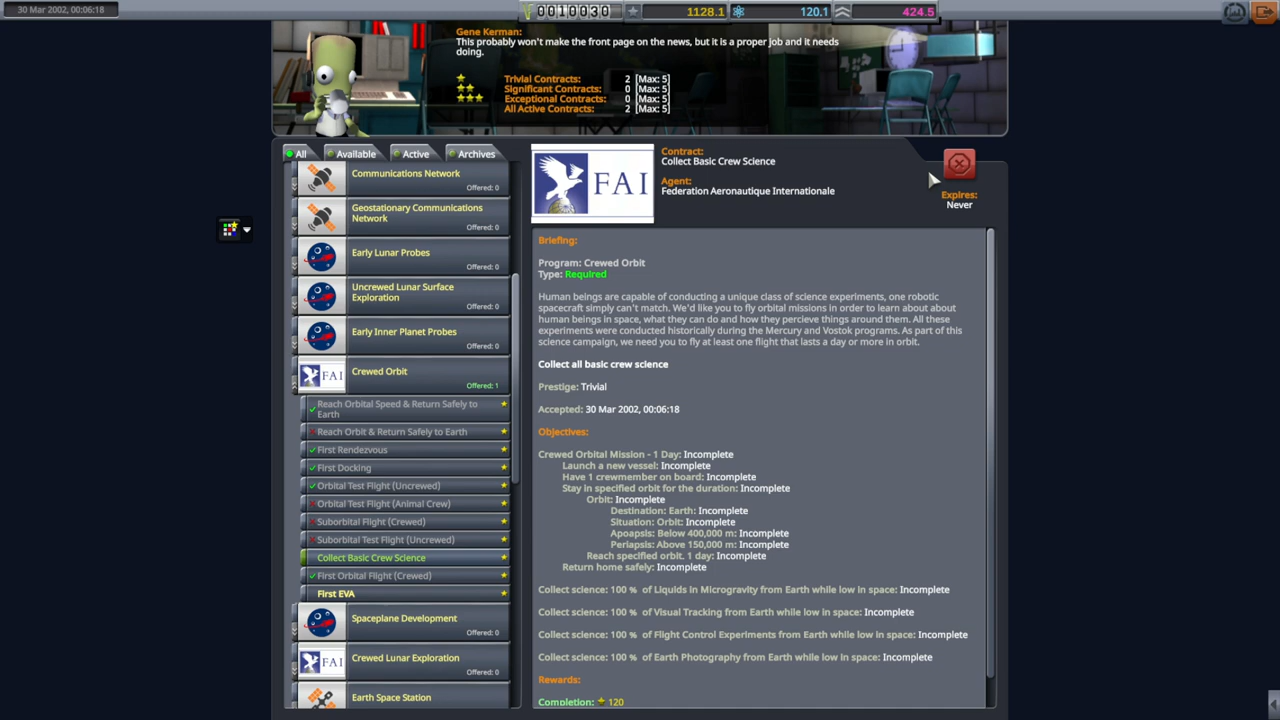 30 Mar 2002, 00:06:18
0010030
1128.1
120.1
424.5
Gene Kerman:
This probably won't make the front page on the news, but it is a proper job and it needs
doing.
Trivial Contracts: 2 [Max: 5]
Significant Contracts: 0 [Max: 5]
Exceptional Contracts: 0 [Max: 5]
All Active Contracts: 2 [Max: 5]
All
Available
Active
Archives
Communications Network
Offered: 0
Geostationary Communications
Network
Offered: 0
Early Lunar Probes
Offered: 0
Uncrewed Lunar Surface
Exploration
Offered: 0
Early Inner Planet Probes
Offered: 0
FAI
Crewed Orbit
Offered: 1
Reach Orbital Speed & Return Safely to
Earth
Reach Orbit & Return Safely to Earth
First Rendezvous
First Docking
Orbital Test Flight (Uncrewed)
Orbital Test Flight (Animal Crew)
Suborbital Flight (Crewed)
Suborbital Test Flight (Uncrewed)
Collect Basic Crew Science
First Orbital Flight (Crewed)
First EVA
Spaceplane Development
Offered: 0
FAI
Crewed Lunar Exploration
Offered: 0
Earth Space Station
FAI
Contract:
Collect Basic Crew Science
Agent:
Federation Aeronautique Internationale
Expires:
Never
Briefing:
Program: Crewed Orbit
Type: Required
Human beings are capable of conducting a unique class of science experiments, one robotic
spacecraft simply can't match. We'd like you to fly orbital missions in order to learn about about
human beings in space, what they can do and how they percieve things around them. All these
experiments were conducted historically during the Mercury and Vostok programs. As part of this
science campaign, we need you to fly at least one flight that lasts a day or more in orbit.
Collect all basic crew science
Prestige: Trivial
Accepted: 30 Mar 2002, 00:06:18
Objectives:
Crewed Orbital Mission - 1 Day: Incomplete
Launch a new vessel: Incomplete
Have 1 crewmember on board: Incomplete
Stay in specified orbit for the duration: Incomplete
Orbit: Incomplete
Destination: Earth: Incomplete
Situation: Orbit: Incomplete
Apoapsis: Below 400,000 m: Incomplete
Periapsis: Above 150,000 m: Incomplete
Reach specified orbit. 1 day: Incomplete
Return home safely: Incomplete
Collect science: 100 % of Liquids in Microgravity from Earth while low in space: Incomplete
Collect science: 100 % of Visual Tracking from Earth while low in space: Incomplete
Collect science: 100 % of Flight Control Experiments from Earth while low in space: Incomplete
Collect science: 100 % of Earth Photography from Earth while low in space: Incomplete
Rewards:
Completion: 120